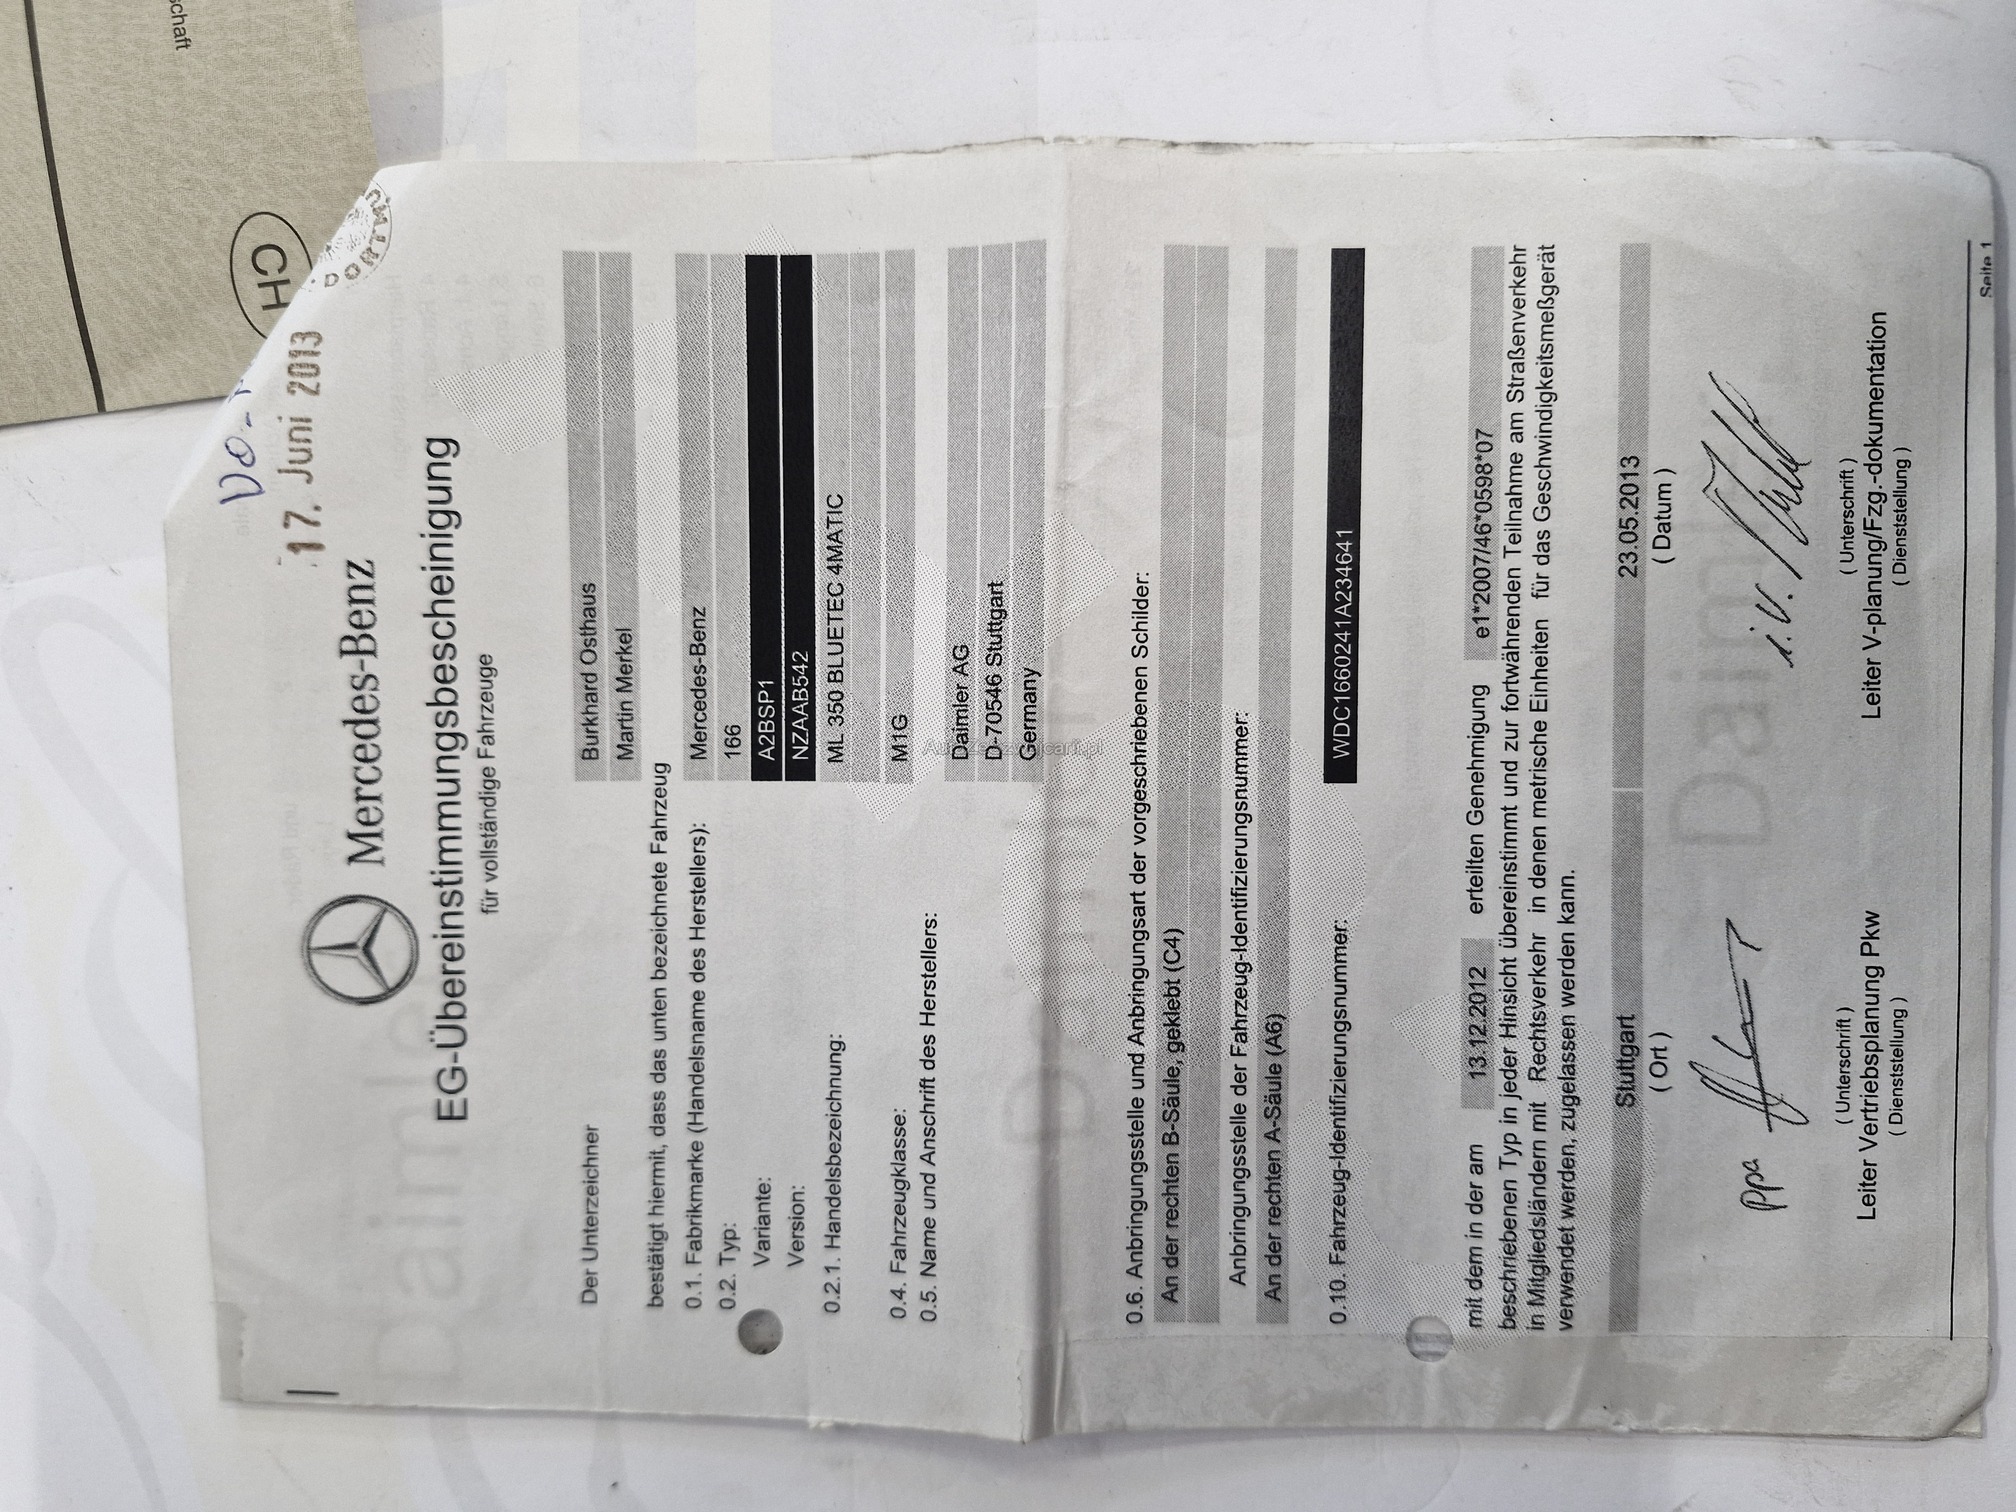 schaft
CH
17. Juni 2013
DORTMU
Mercedes-Benz
EG-Übereinstimmungsbescheinigung
für vollständige Fahrzeuge
Der Unterzeichner Burkhard Osthaus
Martin Merkel
bestätigt hiermit, dass das unten bezeichnete Fahrzeug
0.1. Fabrikmarke (Handelsname des Herstellers): Mercedes-Benz
0.2. Typ: 166
Variante: A2BSP1
Version: NZAAB542
0.2.1. Handelsbezeichnung: ML 350 BLUETEC 4MATIC
0.4. Fahrzeugklasse: M1G
0.5. Name und Anschrift des Herstellers: Daimler AG
D-70546 Stuttgart
Germany
0.6. Anbringungsstelle und Anbringungsart der vorgeschriebenen Schilder:
An der rechten B-Säule, geklebt (C4)
Anbringungsstelle der Fahrzeug-Identifizierungsnummer:
An der rechten A-Säule (A6)
0.10. Fahrzeug-Identifizierungsnummer: WDC1660241A234641
mit dem in der am 13.12.2012 erteilten Genehmigung e1*2007/46*0598*07
beschriebenen Typ in jeder Hinsicht übereinstimmt und zur fortwährenden Teilnahme am Straßenverkehr
in Mitgliedsländern mit Rechtsverkehr in denen metrische Einheiten für das Geschwindigkeitsmeßgerät
verwendet werden, zugelassen werden kann.
Stuttgart 23.05.2013
( Ort ) ( Datum )
ppa i.V.
( Unterschrift ) ( Unterschrift )
Leiter Vertriebsplanung Pkw Leiter V-planung/Fzg.-dokumentation
( Dienststellung ) ( Dienststellung )
Seite 1